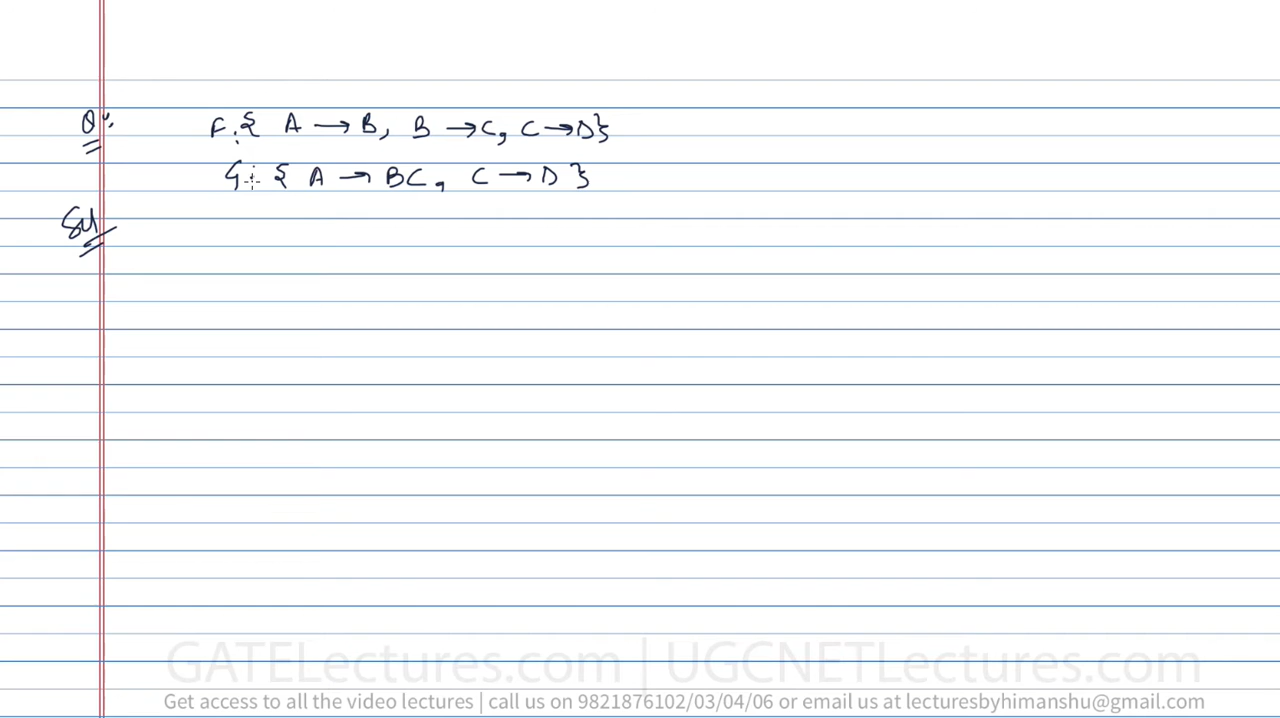 Qu. F: { A → B, B → C, C → D}
G: { A → BC, C → D }
Sol
GATELectures.com | UGCNETLectures.com
Get access to all the video lectures | call us on 9821876102/03/04/06 or email us at lecturesbyhimanshu@gmail.com